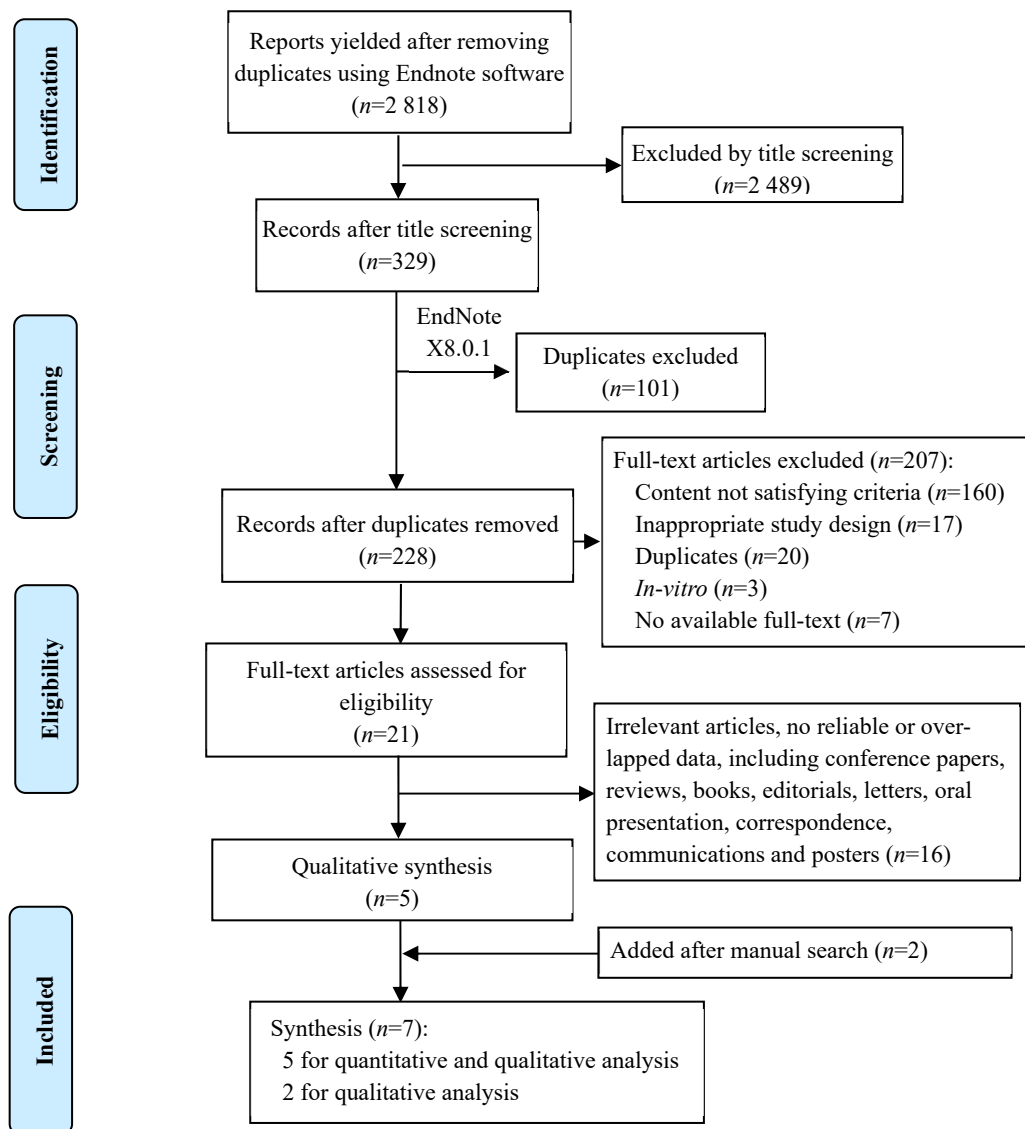 Identification
Reports yielded after removing
duplicates using Endnote software
(n=2 818)
Excluded by title screening
(n=2 489)
Records after title screening
(n=329)
Screening
EndNote
X8.0.1
Duplicates excluded
(n=101)
Full-text articles excluded (n=207):
Content not satisfying criteria (n=160)
Inappropriate study design (n=17)
Duplicates (n=20)
In-vitro (n=3)
No available full-text (n=7)
Records after duplicates removed
(n=228)
Eligibility
Full-text articles assessed for
eligibility
(n=21)
Irrelevant articles, no reliable or over-
lapped data, including conference papers,
reviews, books, editorials, letters, oral
presentation, correspondence,
communications and posters (n=16)
Qualitative synthesis
(n=5)
Included
Added after manual search (n=2)
Synthesis (n=7):
5 for quantitative and qualitative analysis
2 for qualitative analysis